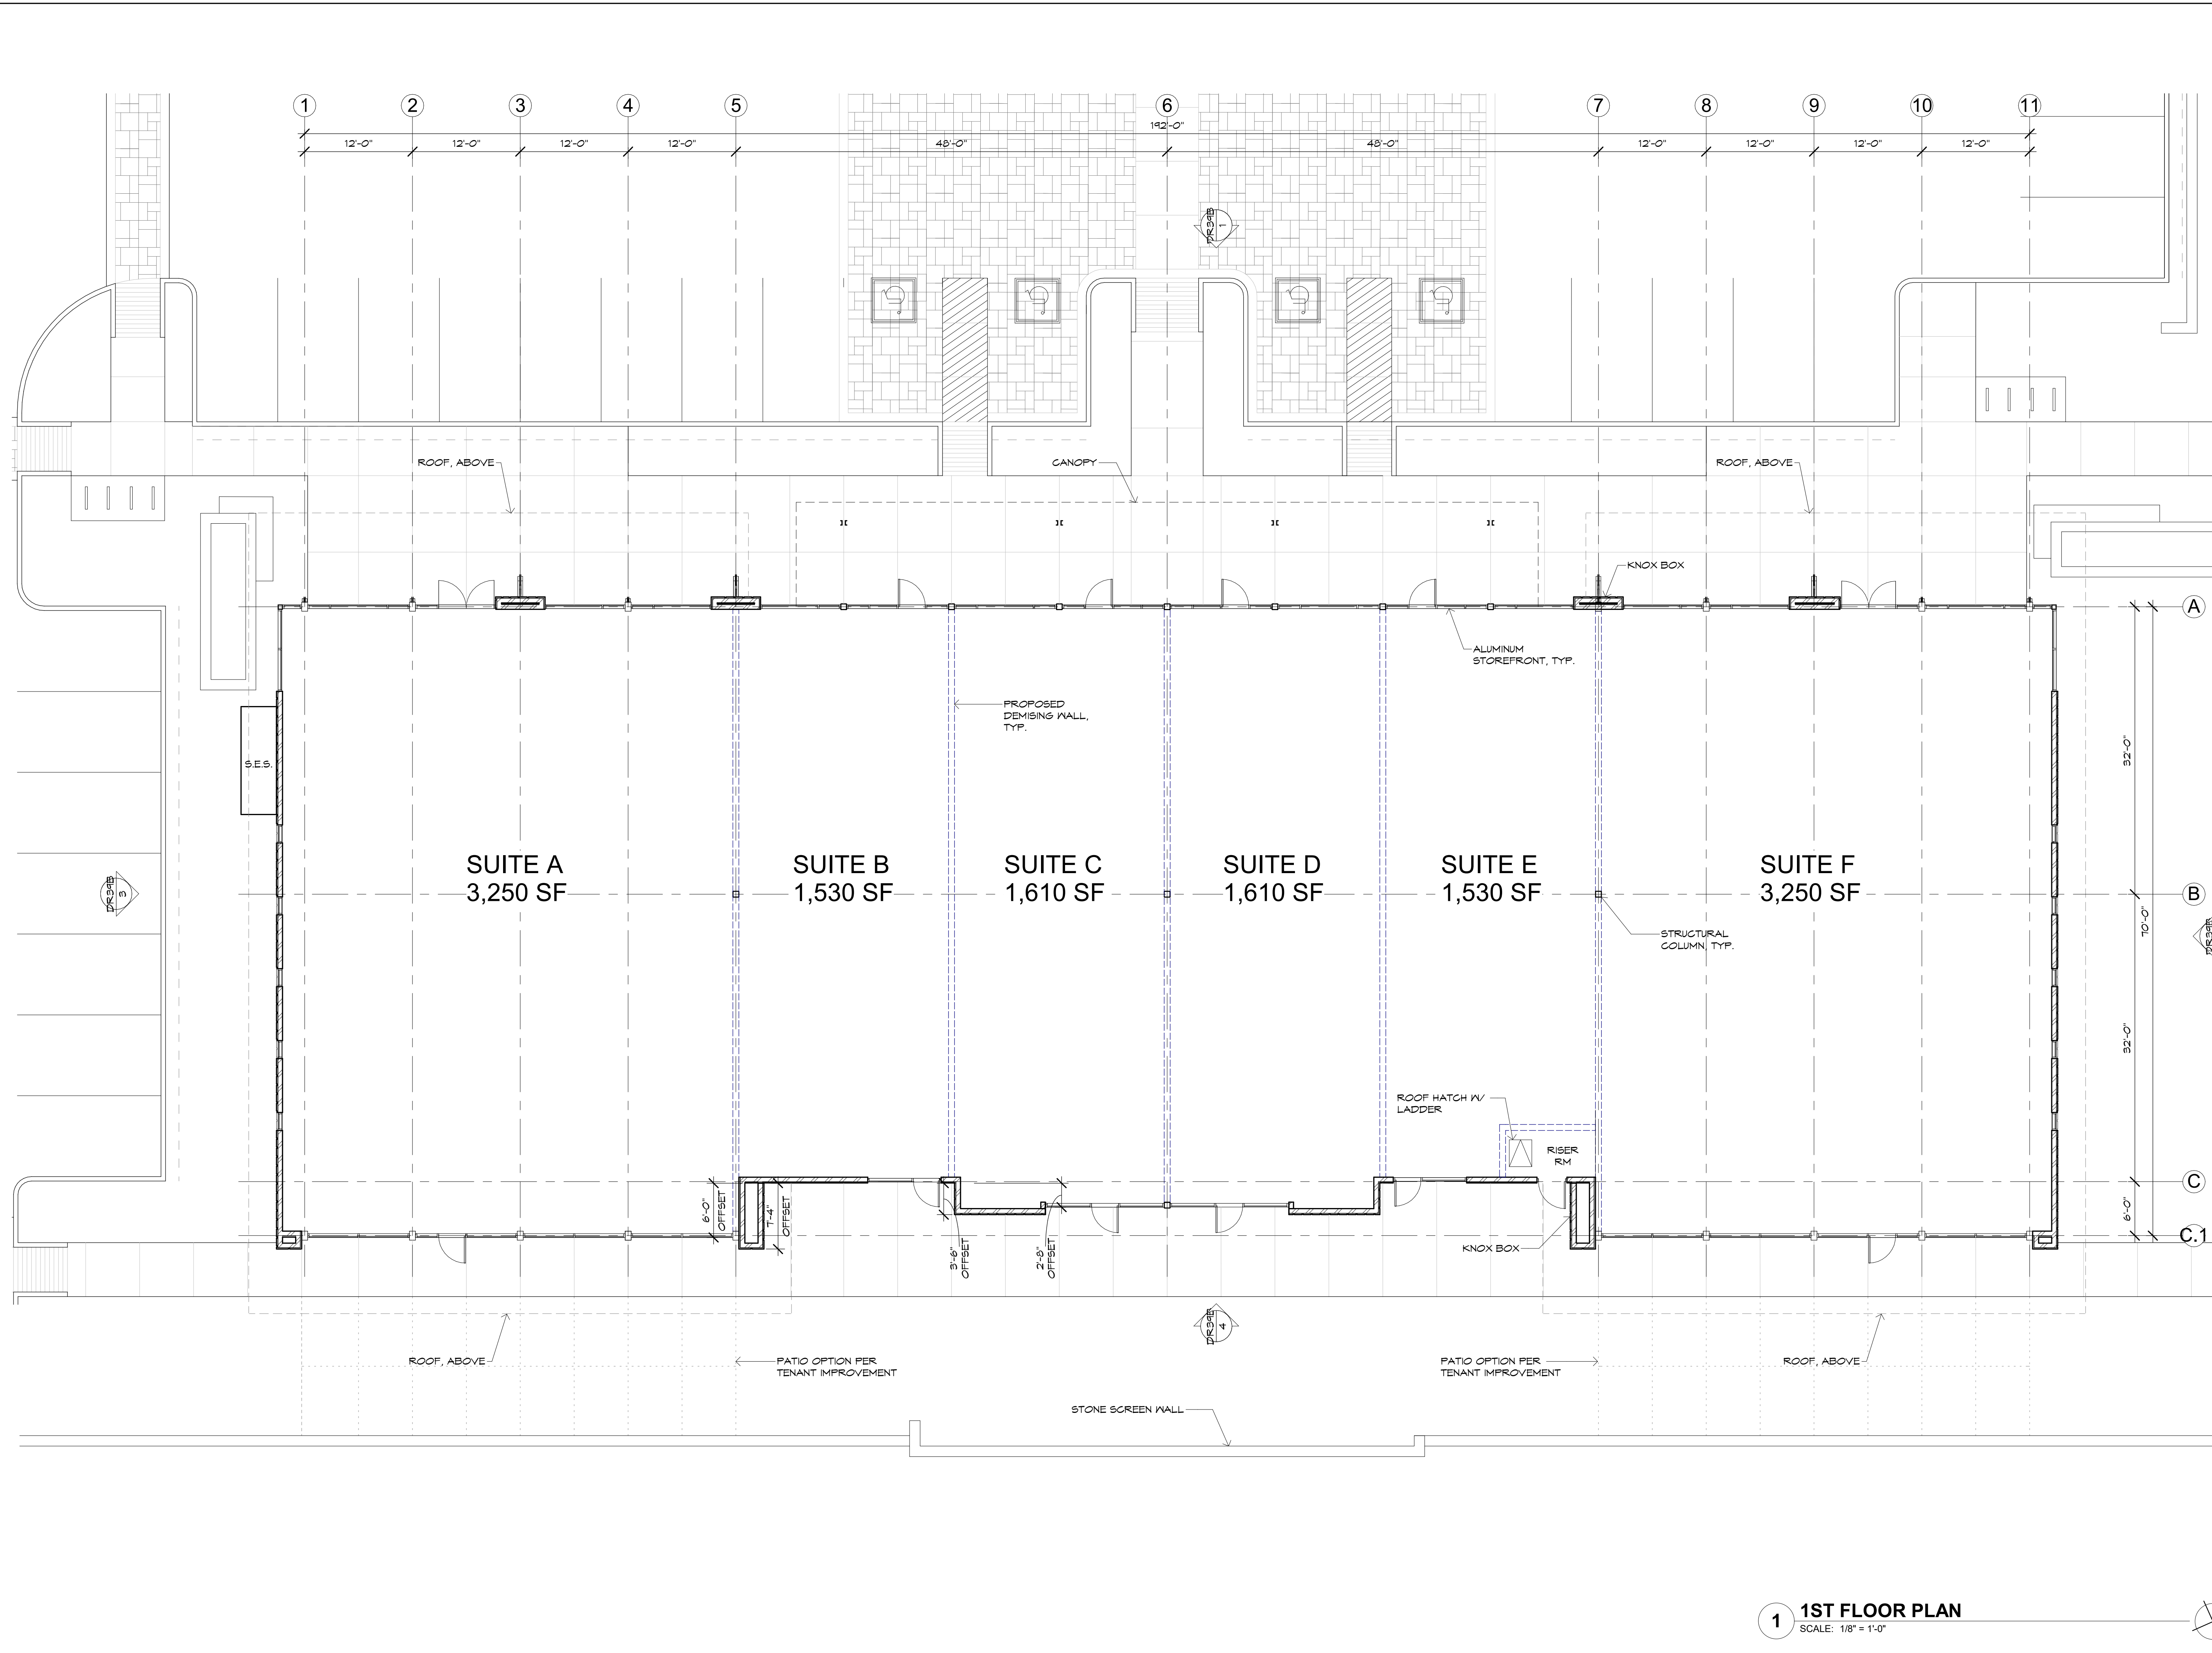 1 2 3 4 5 6 7 8 9 10 11
192'-0"
12'-0" 12'-0" 12'-0" 12'-0" 48'-0" 48'-0" 12'-0" 12'-0" 12'-0" 12'-0"
DR39B
1
ROOF, ABOVE
CANOPY
ROOF, ABOVE
KNOX BOX
A
ALUMINUM
STOREFRONT, TYP.
PROPOSED
DEMISING WALL,
TYP.
32'-0"
S.E.S.
SUITE A
3,250 SF
SUITE B
1,530 SF
SUITE C
1,610 SF
SUITE D
1,610 SF
SUITE E
1,530 SF
SUITE F
3,250 SF
DR39B
3
B
70'-0"
STRUCTURAL
COLUMN, TYP.
32'-0"
ROOF HATCH W/
LADDER
RISER
RM
C
6'-0"
OFFSET
7'-4"
OFFSET
3'-6"
OFFSET
2'-8"
OFFSET
6'-0"
C.1
KNOX BOX
4
ROOF, ABOVE
PATIO OPTION PER
TENANT IMPROVEMENT
PATIO OPTION PER
TENANT IMPROVEMENT
ROOF, ABOVE
STONE SCREEN WALL
1
1ST FLOOR PLAN
SCALE: 1/8" = 1'-0"